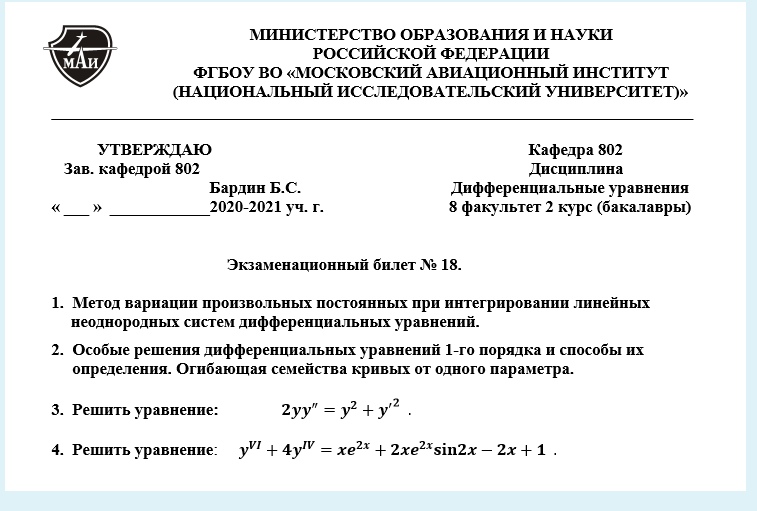 МАИ
МИНИСТЕРСТВО ОБРАЗОВАНИЯ И НАУКИ
РОССИЙСКОЙ ФЕДЕРАЦИИ
ФГБОУ ВО «МОСКОВСКИЙ АВИАЦИОННЫЙ ИНСТИТУТ
(НАЦИОНАЛЬНЫЙ ИССЛЕДОВАТЕЛЬСКИЙ УНИВЕРСИТЕТ)»
УТВЕРЖДАЮ
Зав. кафедрой 802
Бардин Б.С.
« ___ » ____________2020-2021 уч. г.
Кафедра 802
Дисциплина
Дифференциальные уравнения
8 факультет 2 курс (бакалавры)
Экзаменационный билет № 18.
1. Метод вариации произвольных постоянных при интегрировании линейных
неоднородных систем дифференциальных уравнений.
2. Особые решения дифференциальных уравнений 1-го порядка и способы их
определения. Огибающая семейства кривых от одного параметра.
3. Решить уравнение: 2yy″ = y² + y′² .
4. Решить уравнение: y^{VI} + 4y^{IV} = xe^{2x} + 2xe^{2x}sin2x − 2x + 1 .